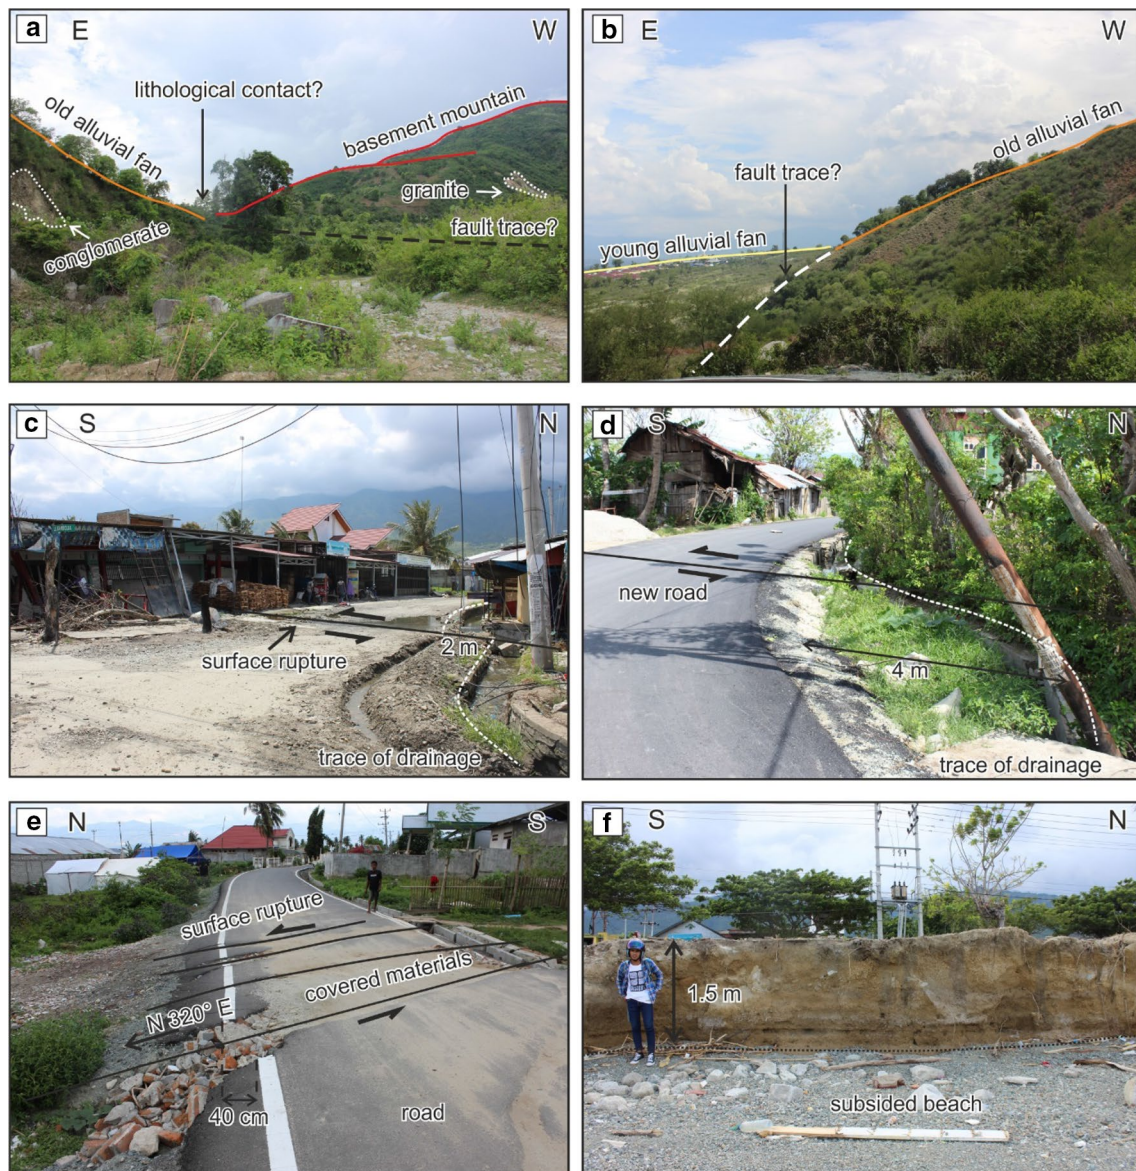 a
E
W
lithological contact?
old alluvial fan
basement mountain
granite
conglomerate
fault trace?
b
E
W
old alluvial fan
fault trace?
young alluvial fan
c
S
N
2 m
surface rupture
trace of drainage
d
S
N
new road
4 m
trace of drainage
e
N
S
surface rupture
covered materials
N 320° E
40 cm
road
f
S
N
1.5 m
subsided beach